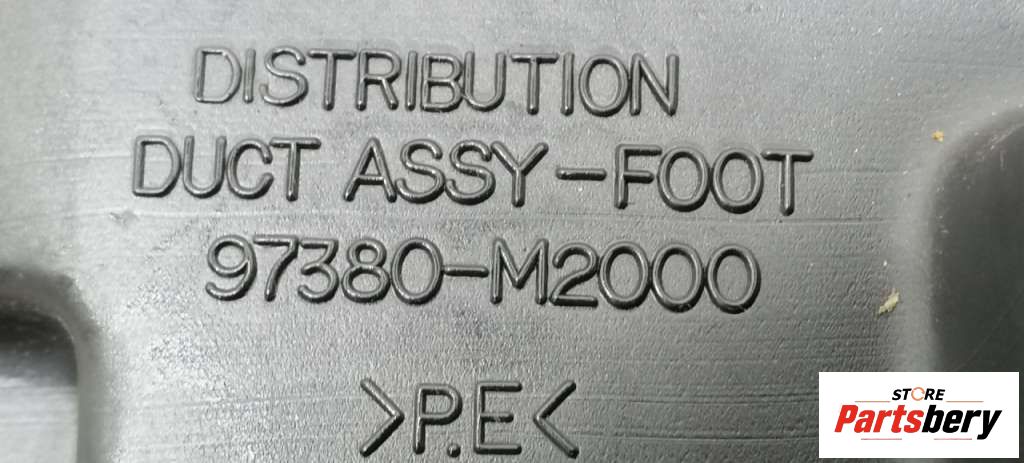 DISTRIBUTION
DUCT ASSY-FOOT
97380-M2000
>P.E<
STORE
Partsbery